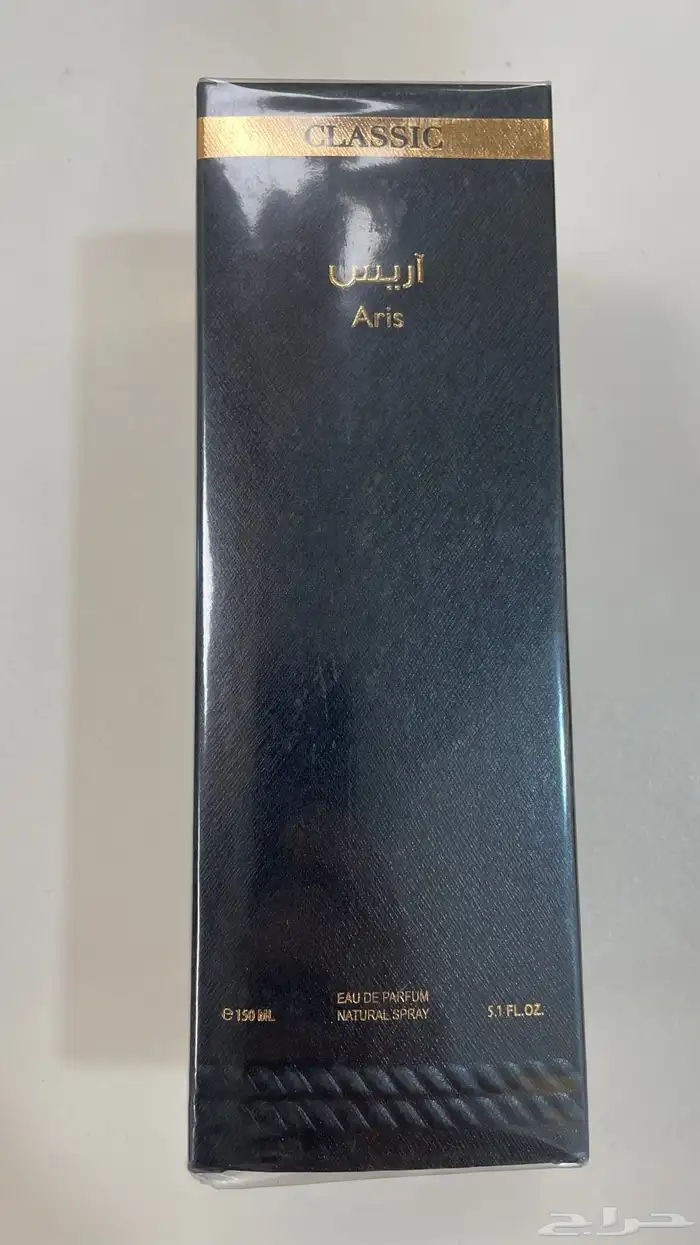 CLASSIC
آريس
Aris
℮ 150 ML.
EAU DE PARFUM
NATURAL SPRAY
5.1 FL.OZ.
حراج